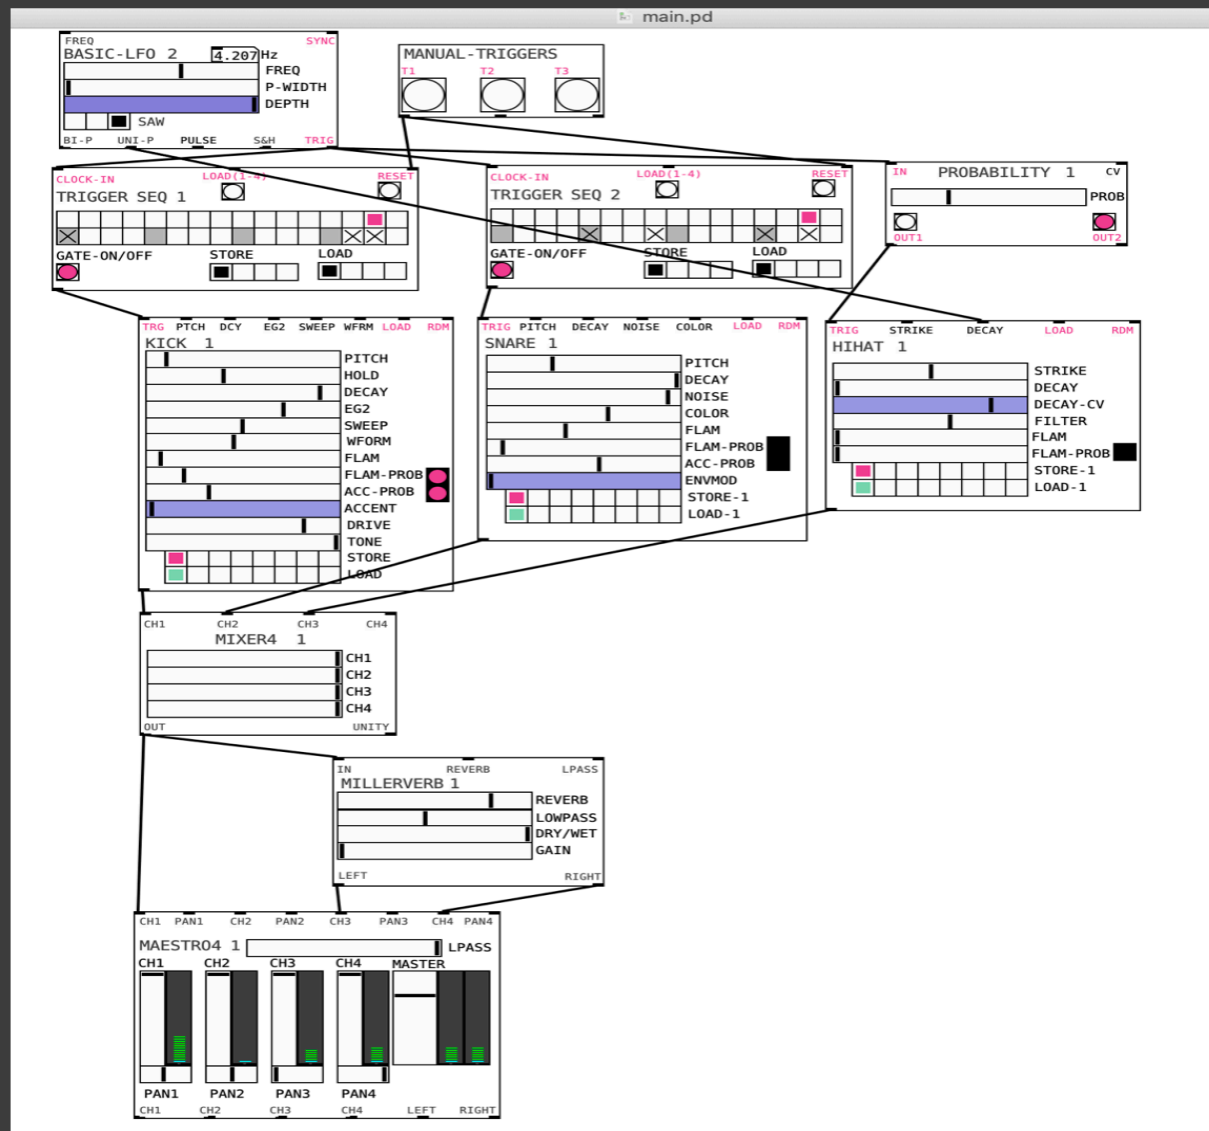 main.pd
FREQ SYNC
BASIC-LFO 2 4.207 Hz
FREQ
P-WIDTH
DEPTH
SAW
BI-P UNI-P PULSE S&H TRIG
MANUAL-TRIGGERS
T1 T2 T3
CLOCK-IN LOAD(1-4) RESET
TRIGGER SEQ 1
GATE-ON/OFF STORE LOAD
CLOCK-IN LOAD(1-4) RESET
TRIGGER SEQ 2
GATE-ON/OFF STORE LOAD
IN PROBABILITY 1 CV
PROB
OUT1 OUT2
TRG PTCH DCY EG2 SWEEP WFRM LOAD RDM
KICK 1
PITCH
HOLD
DECAY
EG2
SWEEP
WFORM
FLAM
FLAM-PROB
ACC-PROB
ACCENT
DRIVE
TONE
STORE
LOAD
TRIG PITCH DECAY NOISE COLOR LOAD RDM
SNARE 1
PITCH
DECAY
NOISE
COLOR
FLAM
FLAM-PROB
ACC-PROB
ENVMOD
STORE-1
LOAD-1
TRIG STRIKE DECAY LOAD RDM
HIHAT 1
STRIKE
DECAY
DECAY-CV
FILTER
FLAM
FLAM-PROB
STORE-1
LOAD-1
CH1 CH2 CH3 CH4
MIXER4 1
CH1
CH2
CH3
CH4
OUT UNITY
IN REVERB LPASS
MILLERVERB 1
REVERB
LOWPASS
DRY/WET
GAIN
LEFT RIGHT
CH1 PAN1 CH2 PAN2 CH3 PAN3 CH4 PAN4
MAESTRO4 1 LPASS
CH1 CH2 CH3 CH4 MASTER
PAN1 PAN2 PAN3 PAN4
CH1 CH2 CH3 CH4 LEFT RIGHT